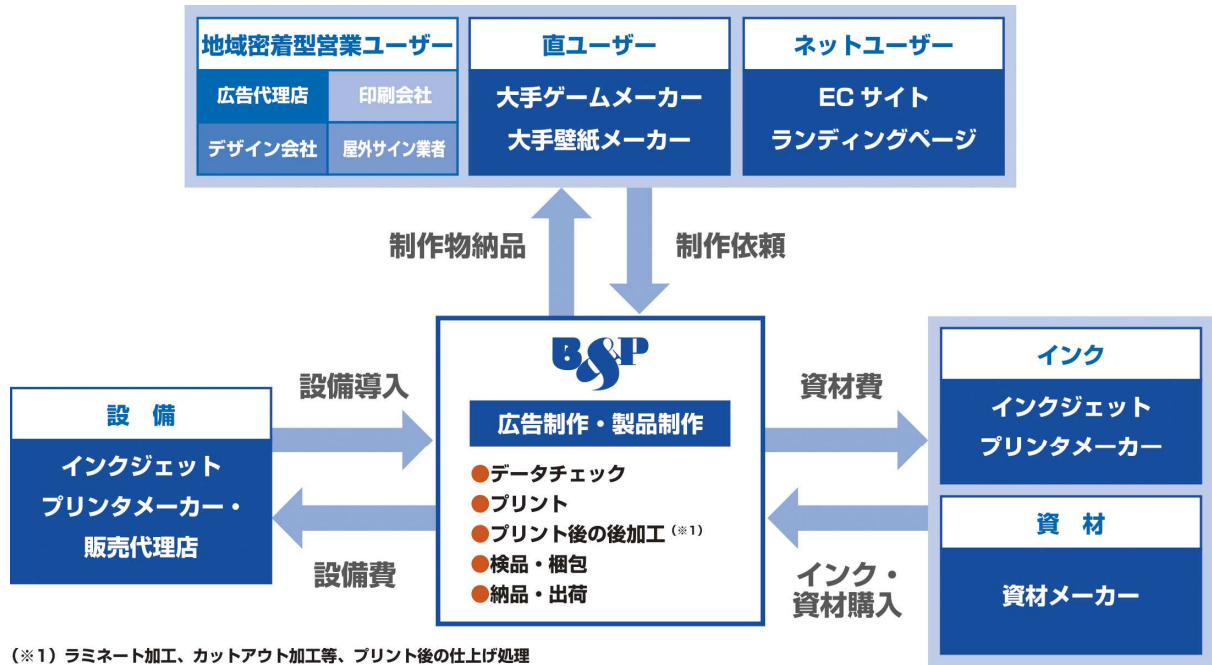 地域密着型営業ユーザー
広告代理店
印刷会社
デザイン会社
屋外サイン業者
直ユーザー
大手ゲームメーカー
大手壁紙メーカー
ネットユーザー
ECサイト
ランディングページ
制作物納品
制作依頼
設備
インクジェット
プリンタメーカー・
販売代理店
設備導入
設備費
B&P
広告制作・製品制作
●データチェック
●プリント
●プリント後の後加工(※1)
●検品・梱包
●納品・出荷
資材費
インク・
資材購入
インク
インクジェット
プリンタメーカー
資材
資材メーカー
(※1)ラミネート加工、カットアウト加工等、プリント後の仕上げ処理